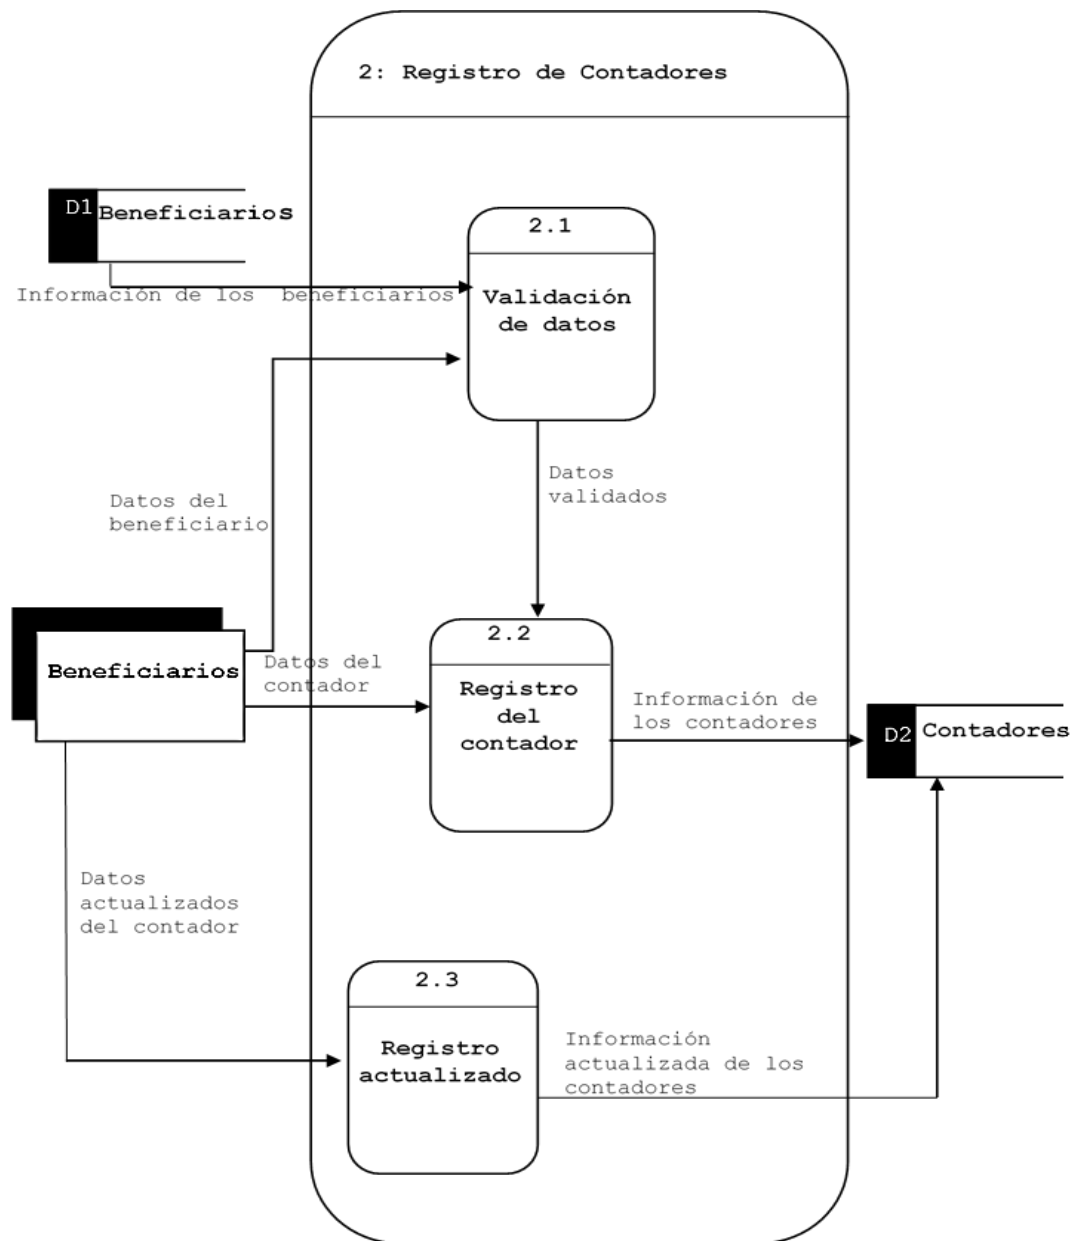 2: Registro de Contadores
D1
Beneficiarios
2.1
Información de los  beneficiarios
Validación
de datos
Datos
validados
Datos del
beneficiario
2.2
Beneficiarios
Datos del
contador
Registro
del
contador
Información de
los contadores
D2
Contadores
Datos
actualizados
del contador
2.3
Registro
actualizado
Información
actualizada de los
contadores